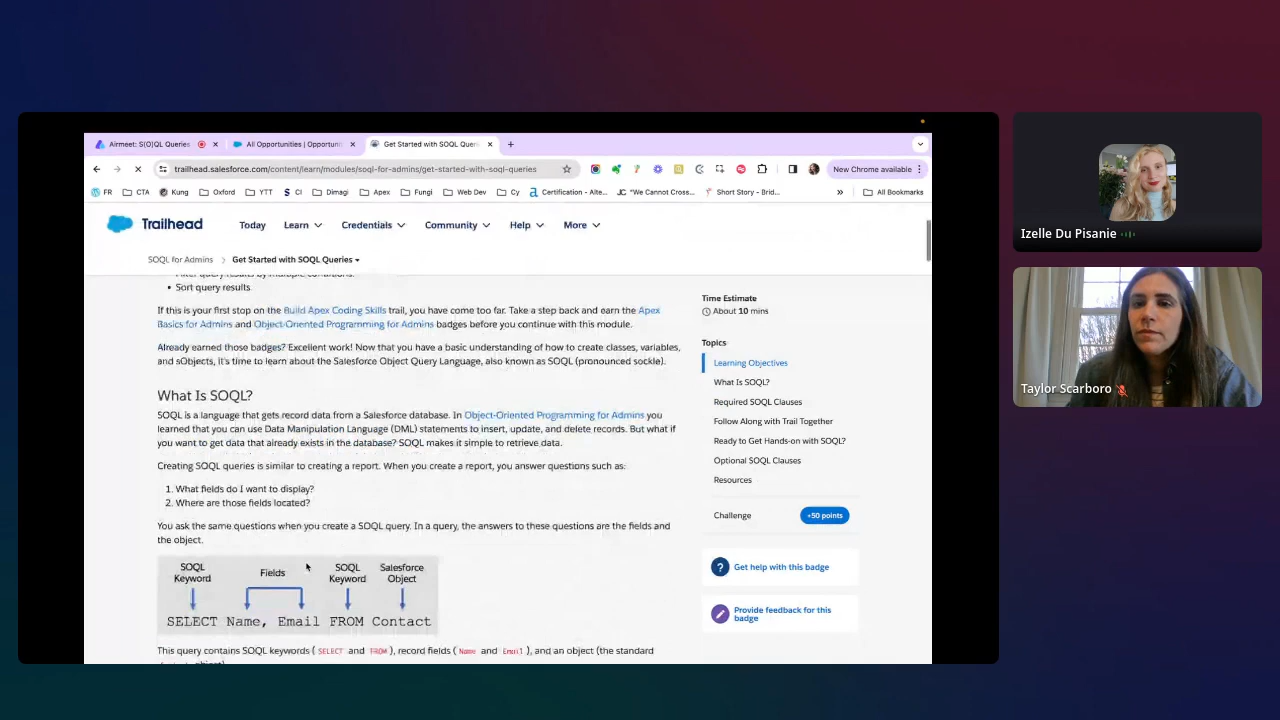 Airmeet: S(O)QL Queries
All Opportunities | Opportuni
Get Started with SOQL Que
trailhead.salesforce.com/content/learn/modules/soql-for-admins/get-started-with-soql-queries
New Chrome available
FR
CTA
Kung
Oxford
YTT
CI
Dimagi
Apex
Fungi
Web Dev
Cy
Certification - Alte...
"We Cannot Cross...
Short Story - Brid...
»
All Bookmarks
Trailhead
Today
Learn
Credentials
Community
Help
More
SOQL for Admins
Get Started with SOQL Queries
Filter query results by multiple conditions.
• Sort query results
If this is your first stop on the Build Apex Coding Skills trail, you have come too far. Take a step back and earn the Apex
Basics for Admins and Object-Oriented Programming for Admins badges before you continue with this module.
Already earned those badges? Excellent work! Now that you have a basic understanding of how to create classes, variables,
and sObjects, it's time to learn about the Salesforce Object Query Language, also known as SOQL (pronounced sockle).
What Is SOQL?
SOQL is a language that gets record data from a Salesforce database. In Object-Oriented Programming for Admins you
learned that you can use Data Manipulation Language (DML) statements to insert, update, and delete records. But what if
you want to get data that already exists in the database? SOQL makes it simple to retrieve data.
Creating SOQL queries is similar to creating a report. When you create a report, you answer questions such as:
1. What fields do I want to display?
2. Where are those fields located?
You ask the same questions when you create a SOQL query. In a query, the answers to these questions are the fields and
the object.
SOQL
Keyword
Fields
SOQL
Keyword
Salesforce
Object
SELECT Name, Email FROM Contact
This query contains SOQL keywords ( SELECT and FROM ), record fields ( Name and Email ), and an object (the standard
Time Estimate
About 10 mins
Topics
Learning Objectives
What Is SOQL?
Required SOQL Clauses
Follow Along with Trail Together
Ready to Get Hands-on with SOQL?
Optional SOQL Clauses
Resources
Challenge
+50 points
Get help with this badge
Provide feedback for this
badge
Izelle Du Pisanie
Taylor Scarboro